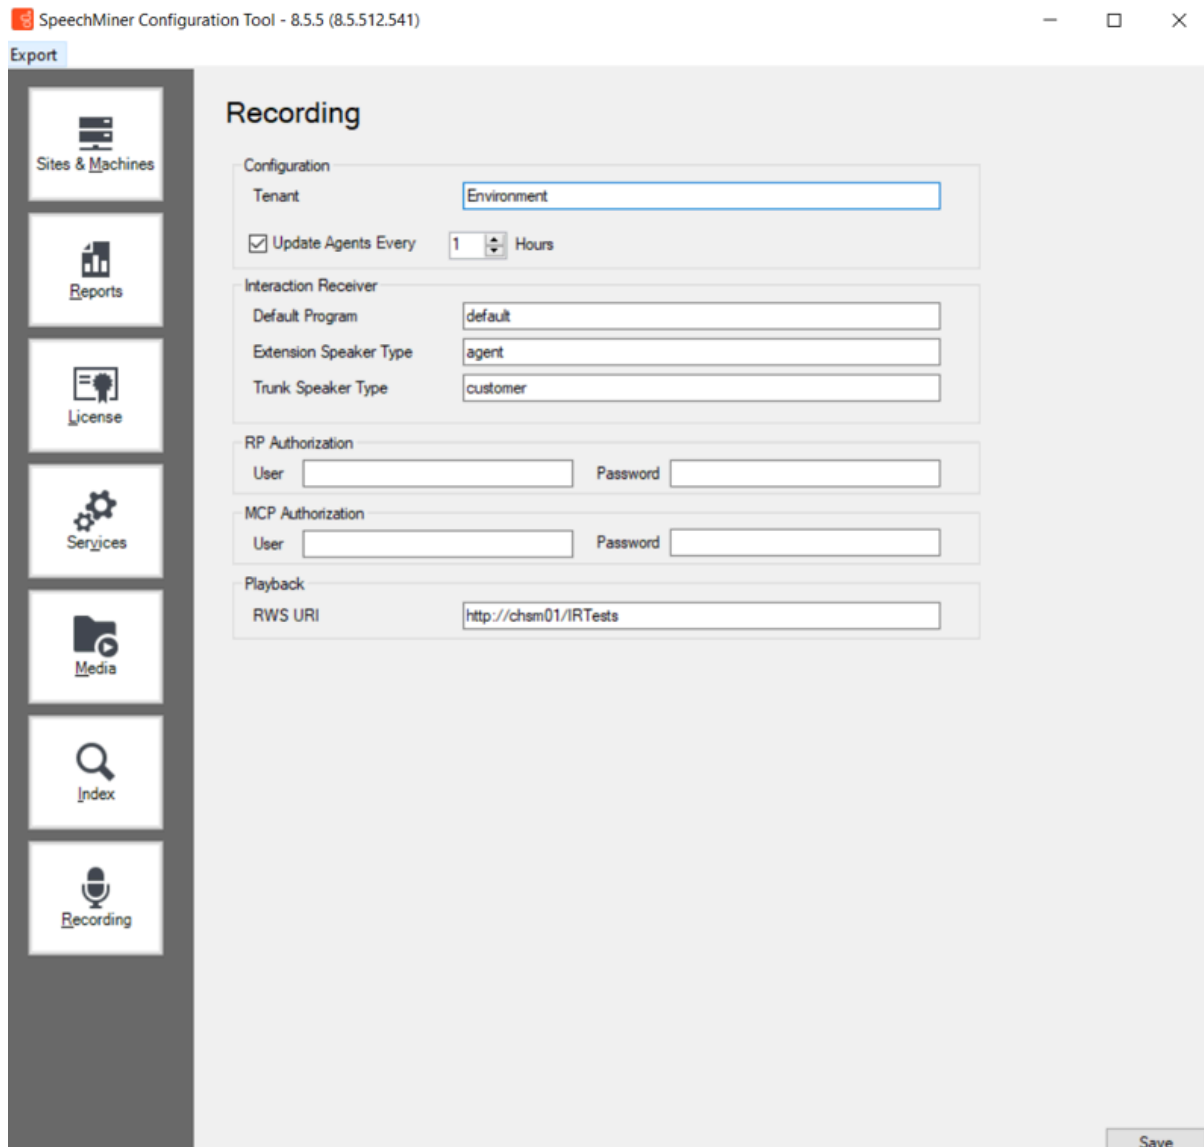 SpeechMiner Configuration Tool - 8.5.5 (8.5.512.541)
Export
Sites & Machines
Reports
License
Services
Media
Index
Recording
Recording
Configuration
Tenant Environment
Update Agents Every 1 Hours
Interaction Receiver
Default Program default
Extension Speaker Type agent
Trunk Speaker Type customer
RP Authorization
User Password
MCP Authorization
User Password
Playback
RWS URI http://chsm01/IRTests
Save